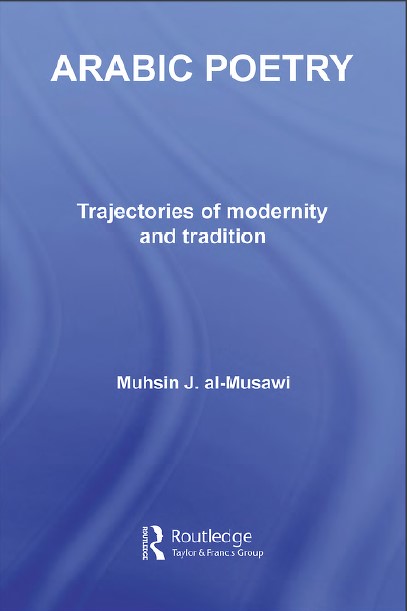 ARABIC POETRY
Trajectories of modernity
and tradition
Muhsin J. al-Musawi
ROUTLEDGE
Routledge
Taylor & Francis Group